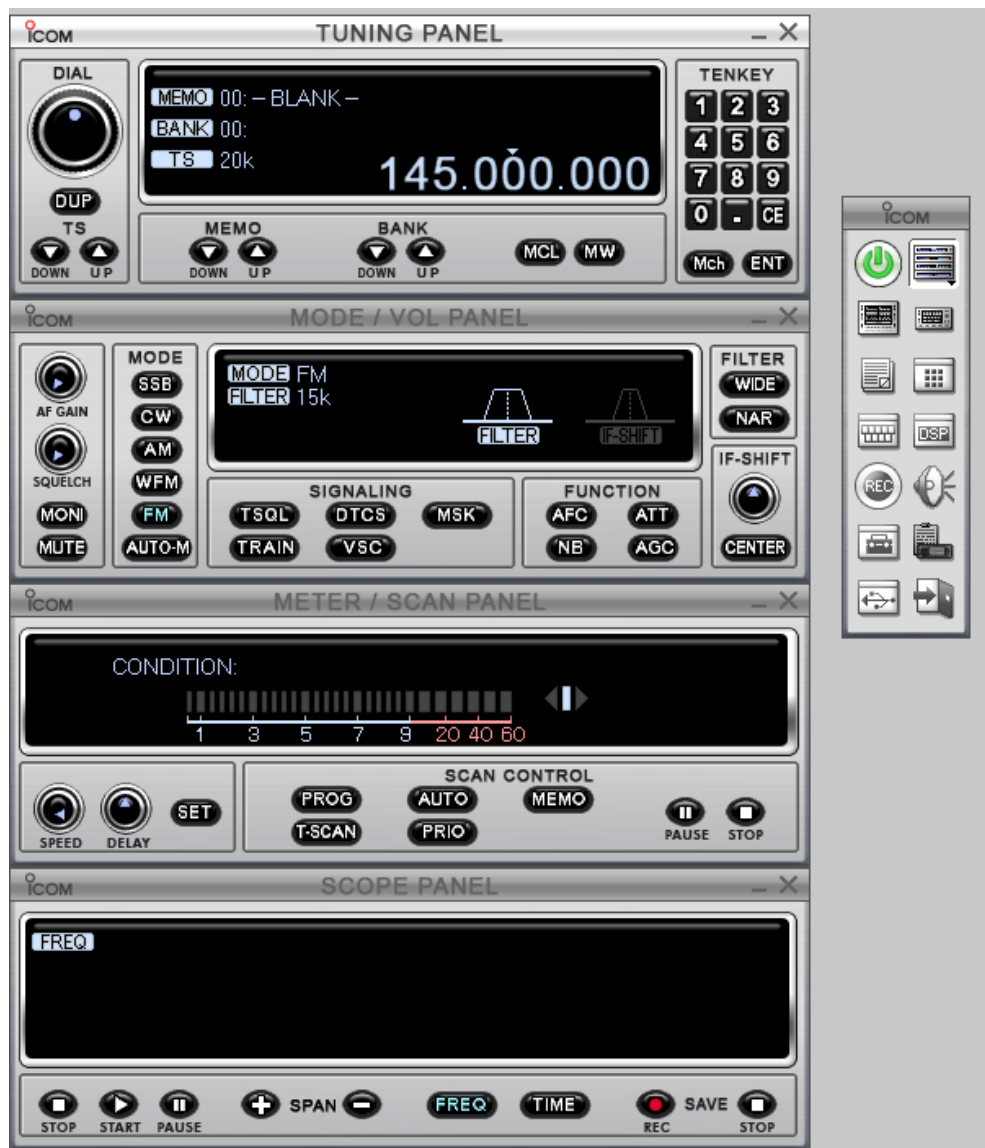 ICOM TUNING PANEL
DIAL
MEMO 00: – BLANK –
BANK 00:
TS 20k
145.000.000
DUP
TS
DOWN UP
MEMO
DOWN UP
BANK
DOWN UP
MCL MW
TENKEY
1 2 3
4 5 6
7 8 9
0 . CE
Mch ENT
ICOM MODE / VOL PANEL
AF GAIN
SQUELCH
MONI
MUTE
MODE
SSB
CW
AM
WFM
FM
AUTO-M
MODE FM
FILTER 15k
FILTER IF-SHIFT
SIGNALING
TSQL DTCS MSK
TRAIN VSC
FUNCTION
AFC ATT
NB AGC
FILTER
WIDE
NAR
IF-SHIFT
CENTER
ICOM METER / SCAN PANEL
CONDITION:
1 3 5 7 9 20 40 60
SPEED DELAY
SET
SCAN CONTROL
PROG AUTO MEMO
T-SCAN PRIO
PAUSE STOP
ICOM SCOPE PANEL
FREQ
STOP START PAUSE
SPAN
FREQ TIME
SAVE
REC STOP
ICOM
DSP
REC P